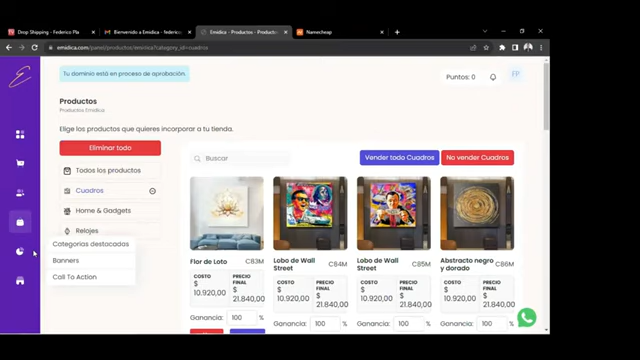 Drop Shipping - Federico Pla
Bienvenido a Emidica - federico
Emidica - Productos - Producto
Namecheap
emidica.com/panel/productos/emidica?category_id=cuadro
Tu dominio está en proceso de aprobación.
Puntos: 0
FP
Productos
Productos Emidica
Elige los productos que quieres incorporar a tu tienda.
Eliminar todo
Todos los productos
Cuadros
Home & Gadgets
Relojes
Categorias destacadas
Banners
Call To Action
Buscar
Vender todo Cuadros
No vender Cuadros
Flor de Loto C84M
COSTO
$
10.920,00
PRECIO
FINAL
$
21.840,00
Ganancia: 100 %
Lobo de Wall
Street C83M
COSTO
$
10.920,00
PRECIO
FINAL
$
21.840,00
Ganancia: 100 %
Lobo de Wall
Street C85M
COSTO
$
10.920,00
PRECIO
FINAL
$
21.840,00
Ganancia: 100 %
Abstracto negro
y dorado C86M
COSTO
$
10.920,00
PRECIO
FINAL
$
21.840,00
Ganancia: 100 %